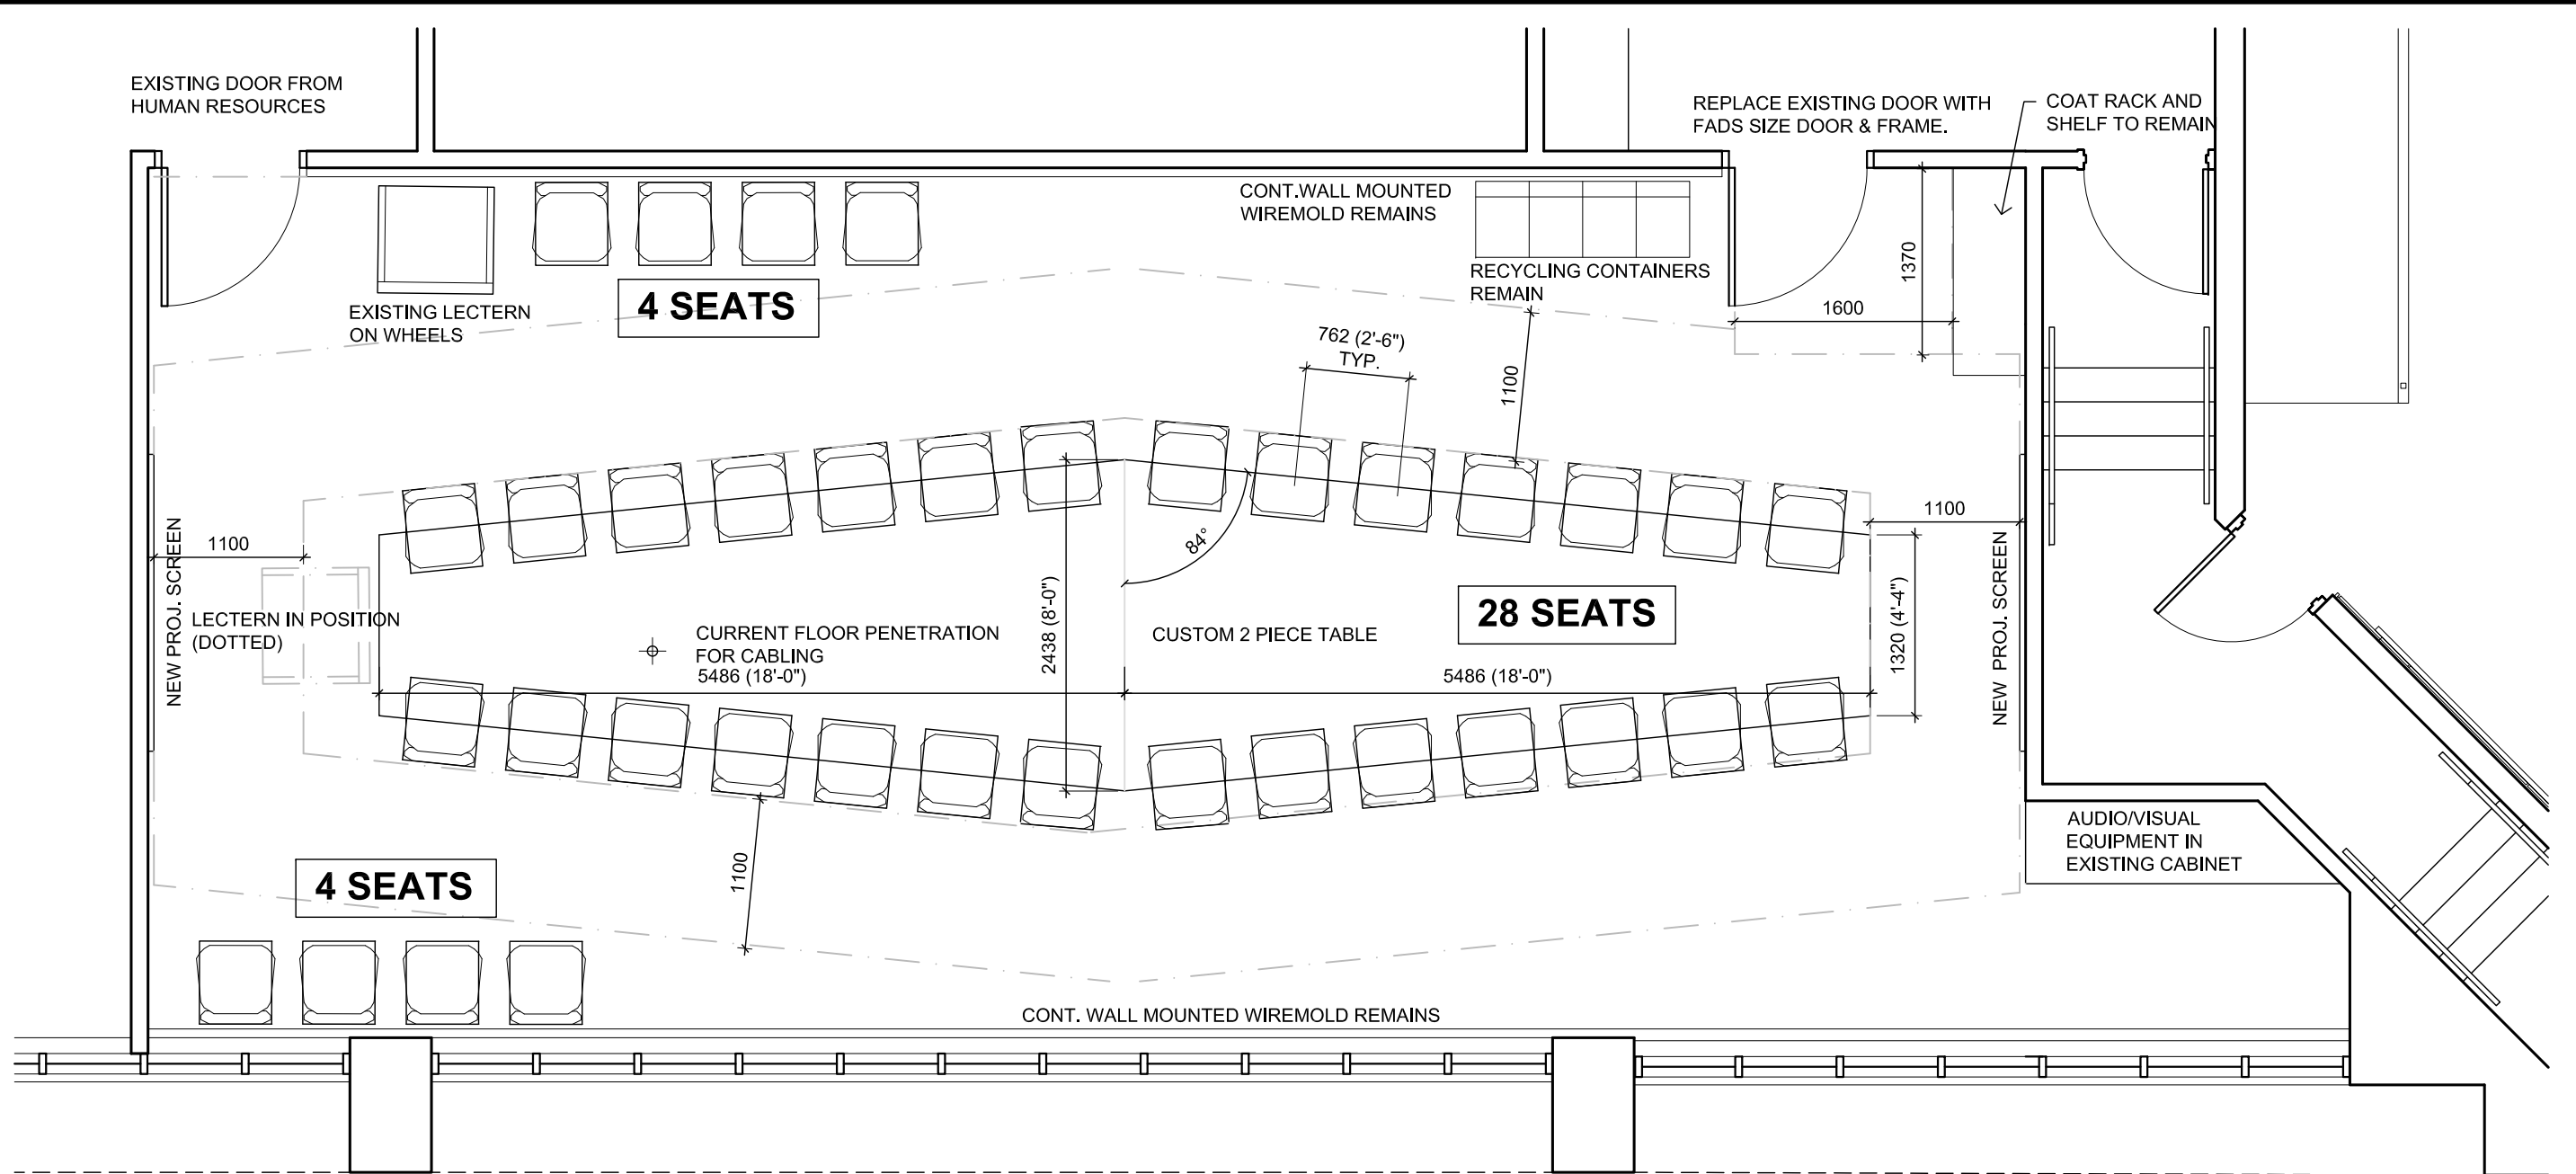 EXISTING DOOR FROM
HUMAN RESOURCES
REPLACE EXISTING DOOR WITH
FADS SIZE DOOR & FRAME.
COAT RACK AND
SHELF TO REMAIN
CONT.WALL MOUNTED
WIREMOLD REMAINS
RECYCLING CONTAINERS
REMAIN
1370
1600
EXISTING LECTERN
ON WHEELS
4 SEATS
762 (2'-6")
TYP.
1100
1100
NEW PROJ. SCREEN
LECTERN IN POSITION
(DOTTED)
CURRENT FLOOR PENETRATION
FOR CABLING
5486 (18'-0")
2438 (8'-0")
84°
CUSTOM 2 PIECE TABLE
28 SEATS
5486 (18'-0")
1100
1320 (4'-4")
NEW PROJ. SCREEN
AUDIO/VISUAL
EQUIPMENT IN
EXISTING CABINET
1100
4 SEATS
CONT. WALL MOUNTED WIREMOLD REMAINS